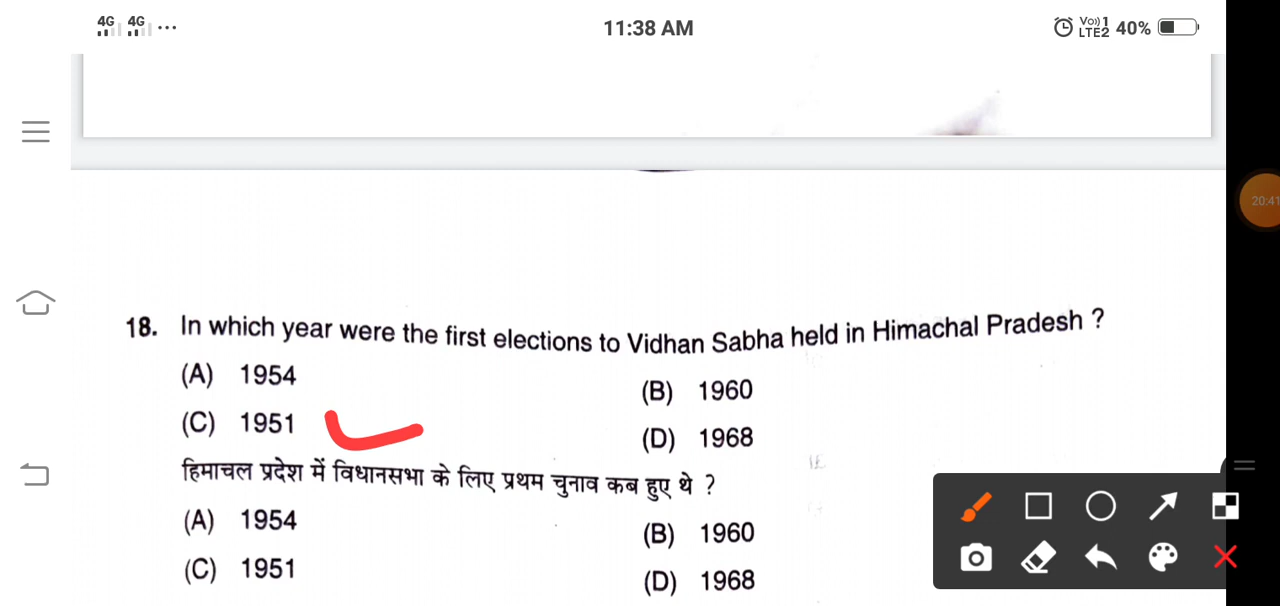 4G 4G ... 11:38 AM Vo)) 1 LTE2 40%
20:41
18. In which year were the first elections to Vidhan Sabha held in Himachal Pradesh ?
(A) 1954 (B) 1960
(C) 1951 (D) 1968
हिमाचल प्रदेश में विधानसभा के लिए प्रथम चुनाव कब हुए थे ?
(A) 1954 (B) 1960
(C) 1951 (D) 1968